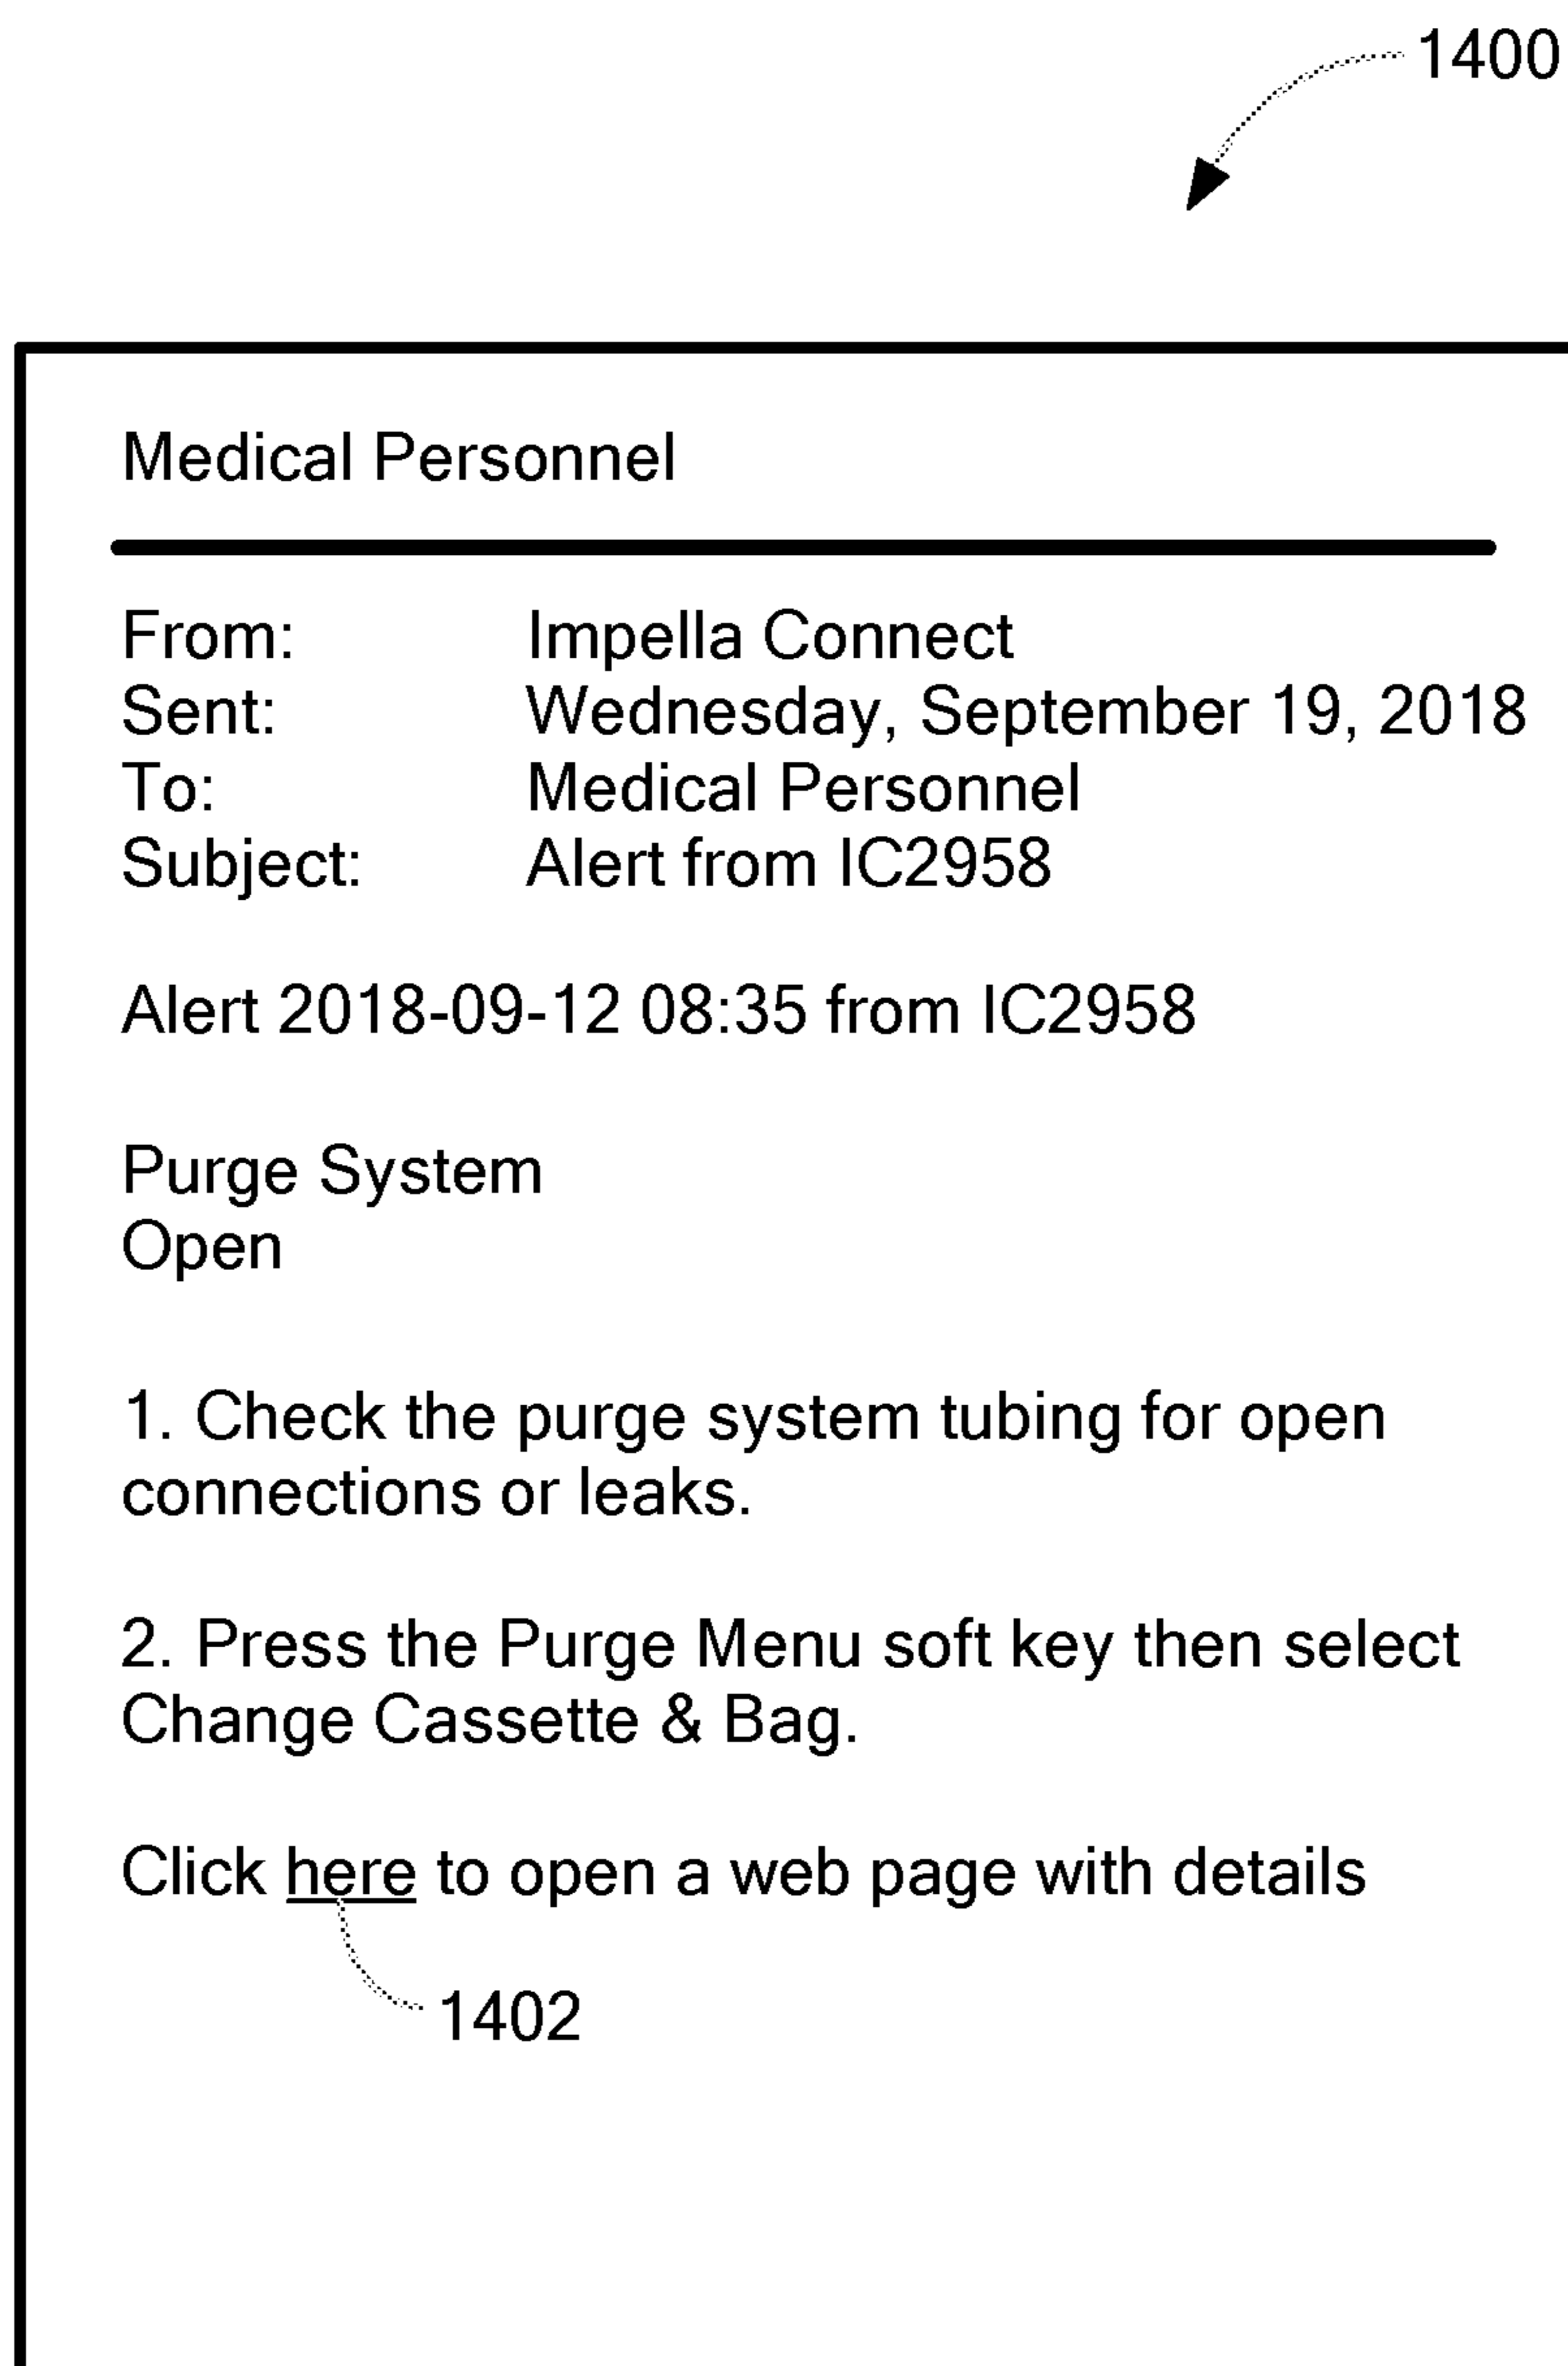 1400
Medical Personnel
From: Impella Connect
Sent: Wednesday, September 19, 2018
To: Medical Personnel
Subject: Alert from IC2958
Alert 2018-09-12 08:35 from IC2958
Purge System
Open
1. Check the purge system tubing for open
connections or leaks.
2. Press the Purge Menu soft key then select
Change Cassette & Bag.
Click here to open a web page with details
1402